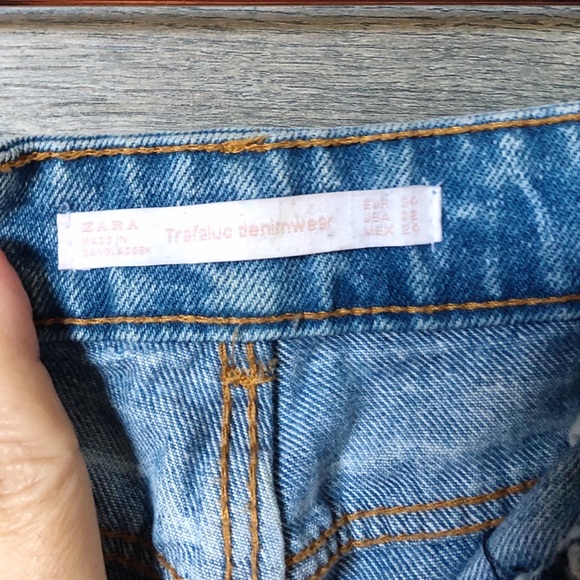 ZARA
MADE IN
BANGLADESH
Trafaluc denimwear
EUR 34
USA 02
MEX 24